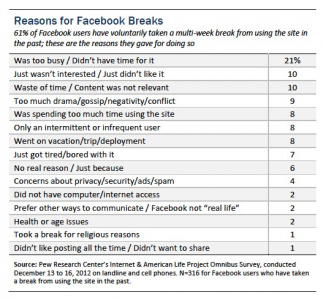 Reasons for Facebook Breaks
61% of Facebook users have voluntarily taken a multi-week break from using the site in
the past; these are the reasons they gave for doing so
Was too busy / Didn't have time for it 21%
Just wasn't interested / Just didn't like it 10
Waste of time / Content was not relevant 10
Too much drama/gossip/negativity/conflict 9
Was spending too much time using the site 8
Only an intermittent or infrequent user 8
Went on vacation/trip/deployment 8
Just got tired/bored with it 7
No real reason / Just because 6
Concerns about privacy/security/ads/spam 4
Did not have computer/internet access 2
Prefer other ways to communicate / Facebook not "real life" 2
Health or age issues 2
Took a break for religious reasons 1
Didn't like posting all the time / Didn't want to share 1
Source: Pew Research Center's Internet & American Life Project Omnibus Survey, conducted
December 13 to 16, 2012 on landline and cell phones. N=316 for Facebook users who have taken
a break from using the site in the past.